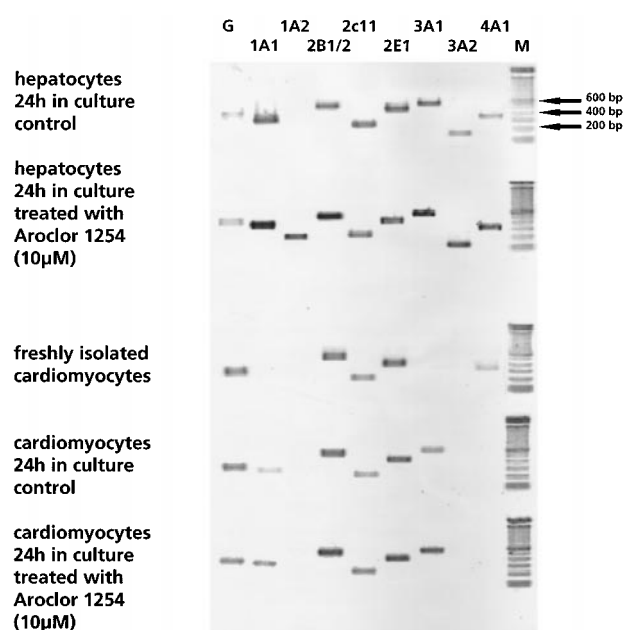 G 1A2 2c11 3A1 4A1
1A1 2B1/2 2E1 3A2 M
hepatocytes
24h in culture
control
600 bp
400 bp
200 bp
hepatocytes
24h in culture
treated with
Aroclor 1254
(10µM)
freshly isolated
cardiomyocytes
cardiomyocytes
24h in culture
control
cardiomyocytes
24h in culture
treated with
Aroclor 1254
(10µM)